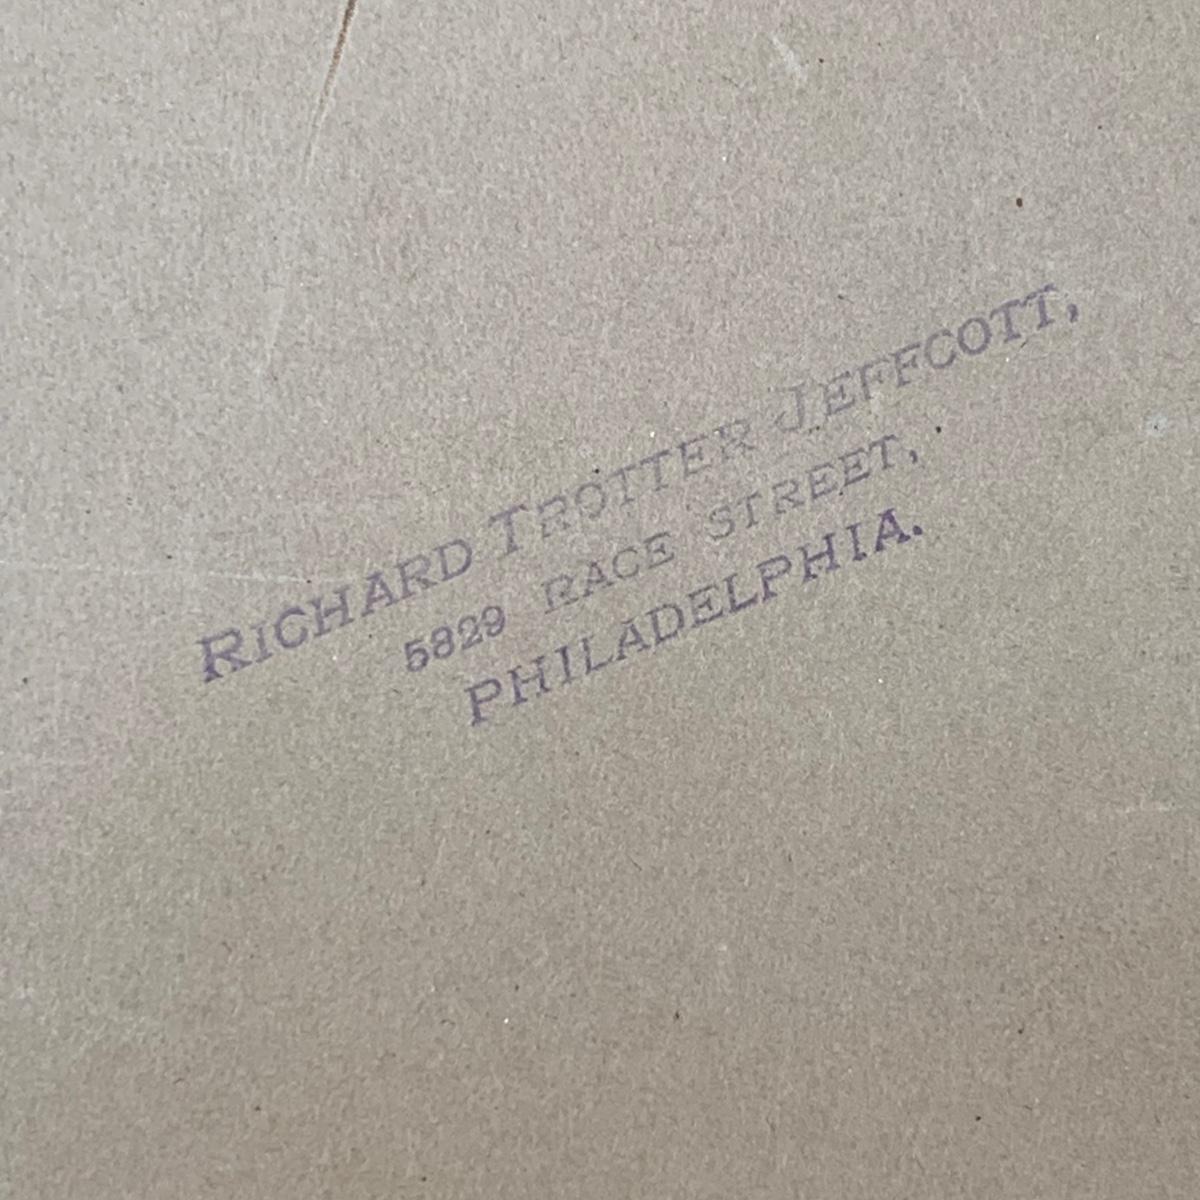 RICHARD TROTTER JEFFCOTT,
5829 RACE STREET,
PHILADELPHIA.